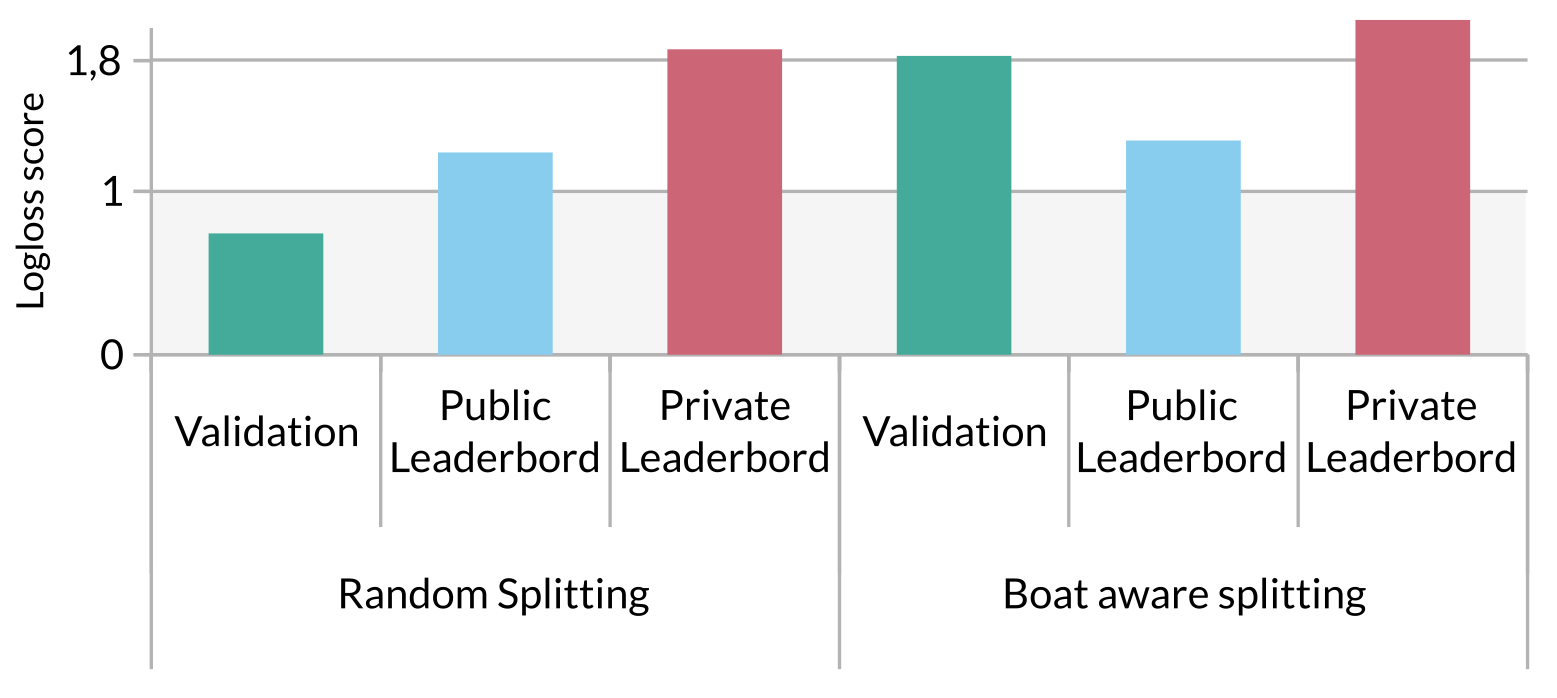 Logloss score
1,8
1
0
Validation
Public
Leaderbord
Private
Leaderbord
Validation
Public
Leaderbord
Private
Leaderbord
Random Splitting
Boat aware splitting